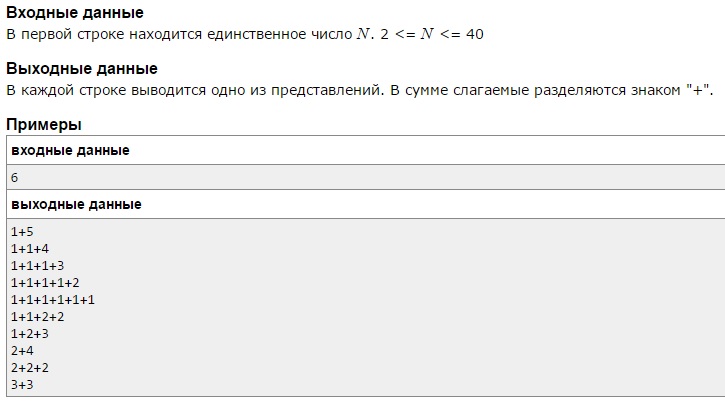 Входные данные
В первой строке находится единственное число N. 2 <= N <= 40
Выходные данные
В каждой строке выводится одно из представлений. В сумме слагаемые разделяются знаком "+".
Примеры
входные данные
6
выходные данные
1+5
1+1+4
1+1+1+3
1+1+1+1+2
1+1+1+1+1+1
1+1+2+2
1+2+3
2+4
2+2+2
3+3